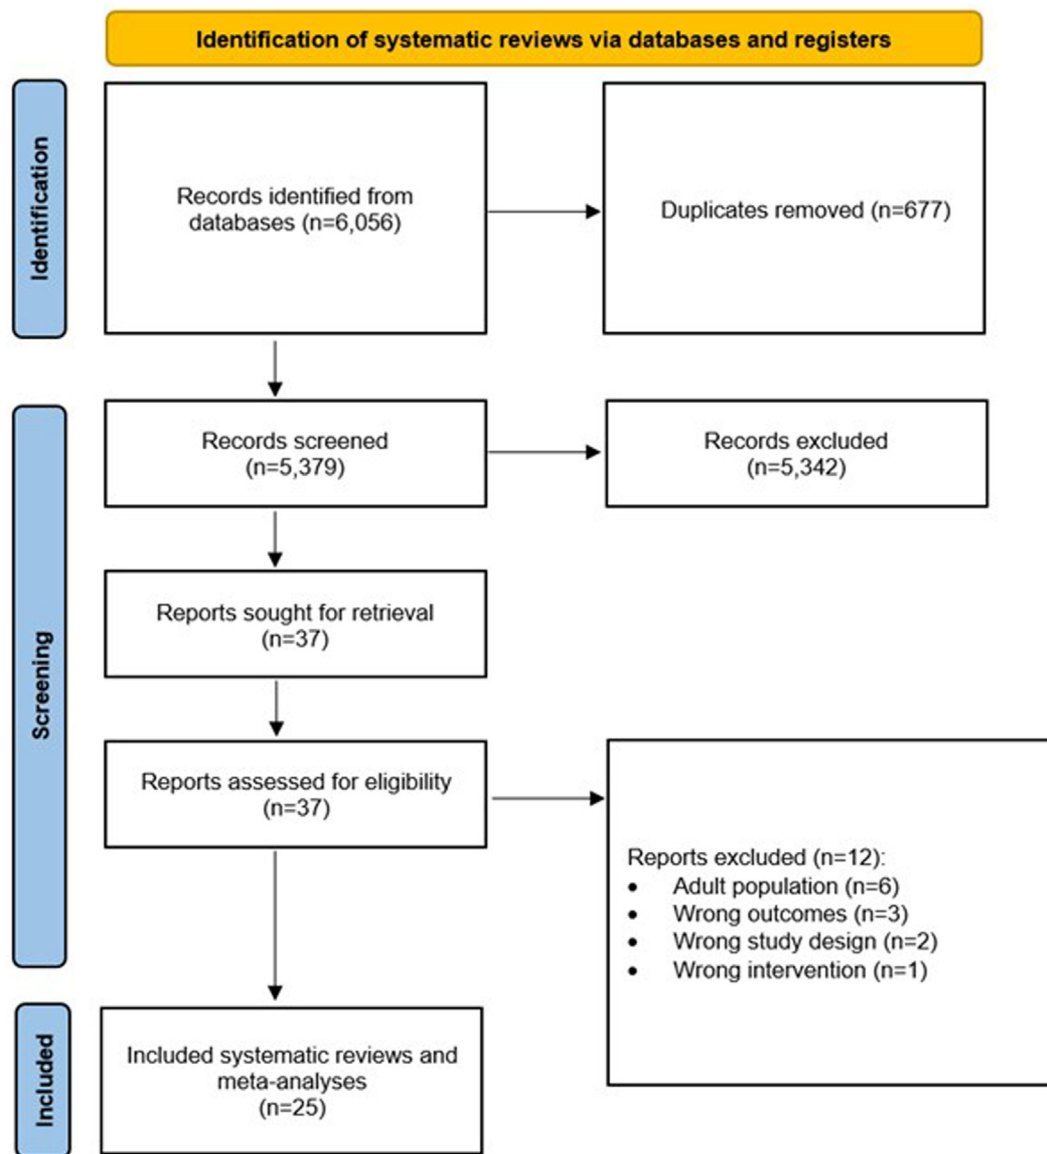 Identification of systematic reviews via databases and registers
Identification
Records identified from
databases (n=6,056)
Duplicates removed (n=677)
Screening
Records screened
(n=5,379)
Records excluded
(n=5,342)
Reports sought for retrieval
(n=37)
Reports assessed for eligibility
(n=37)
Reports excluded (n=12):
• Adult population (n=6)
• Wrong outcomes (n=3)
• Wrong study design (n=2)
• Wrong intervention (n=1)
Included
Included systematic reviews and
meta-analyses
(n=25)